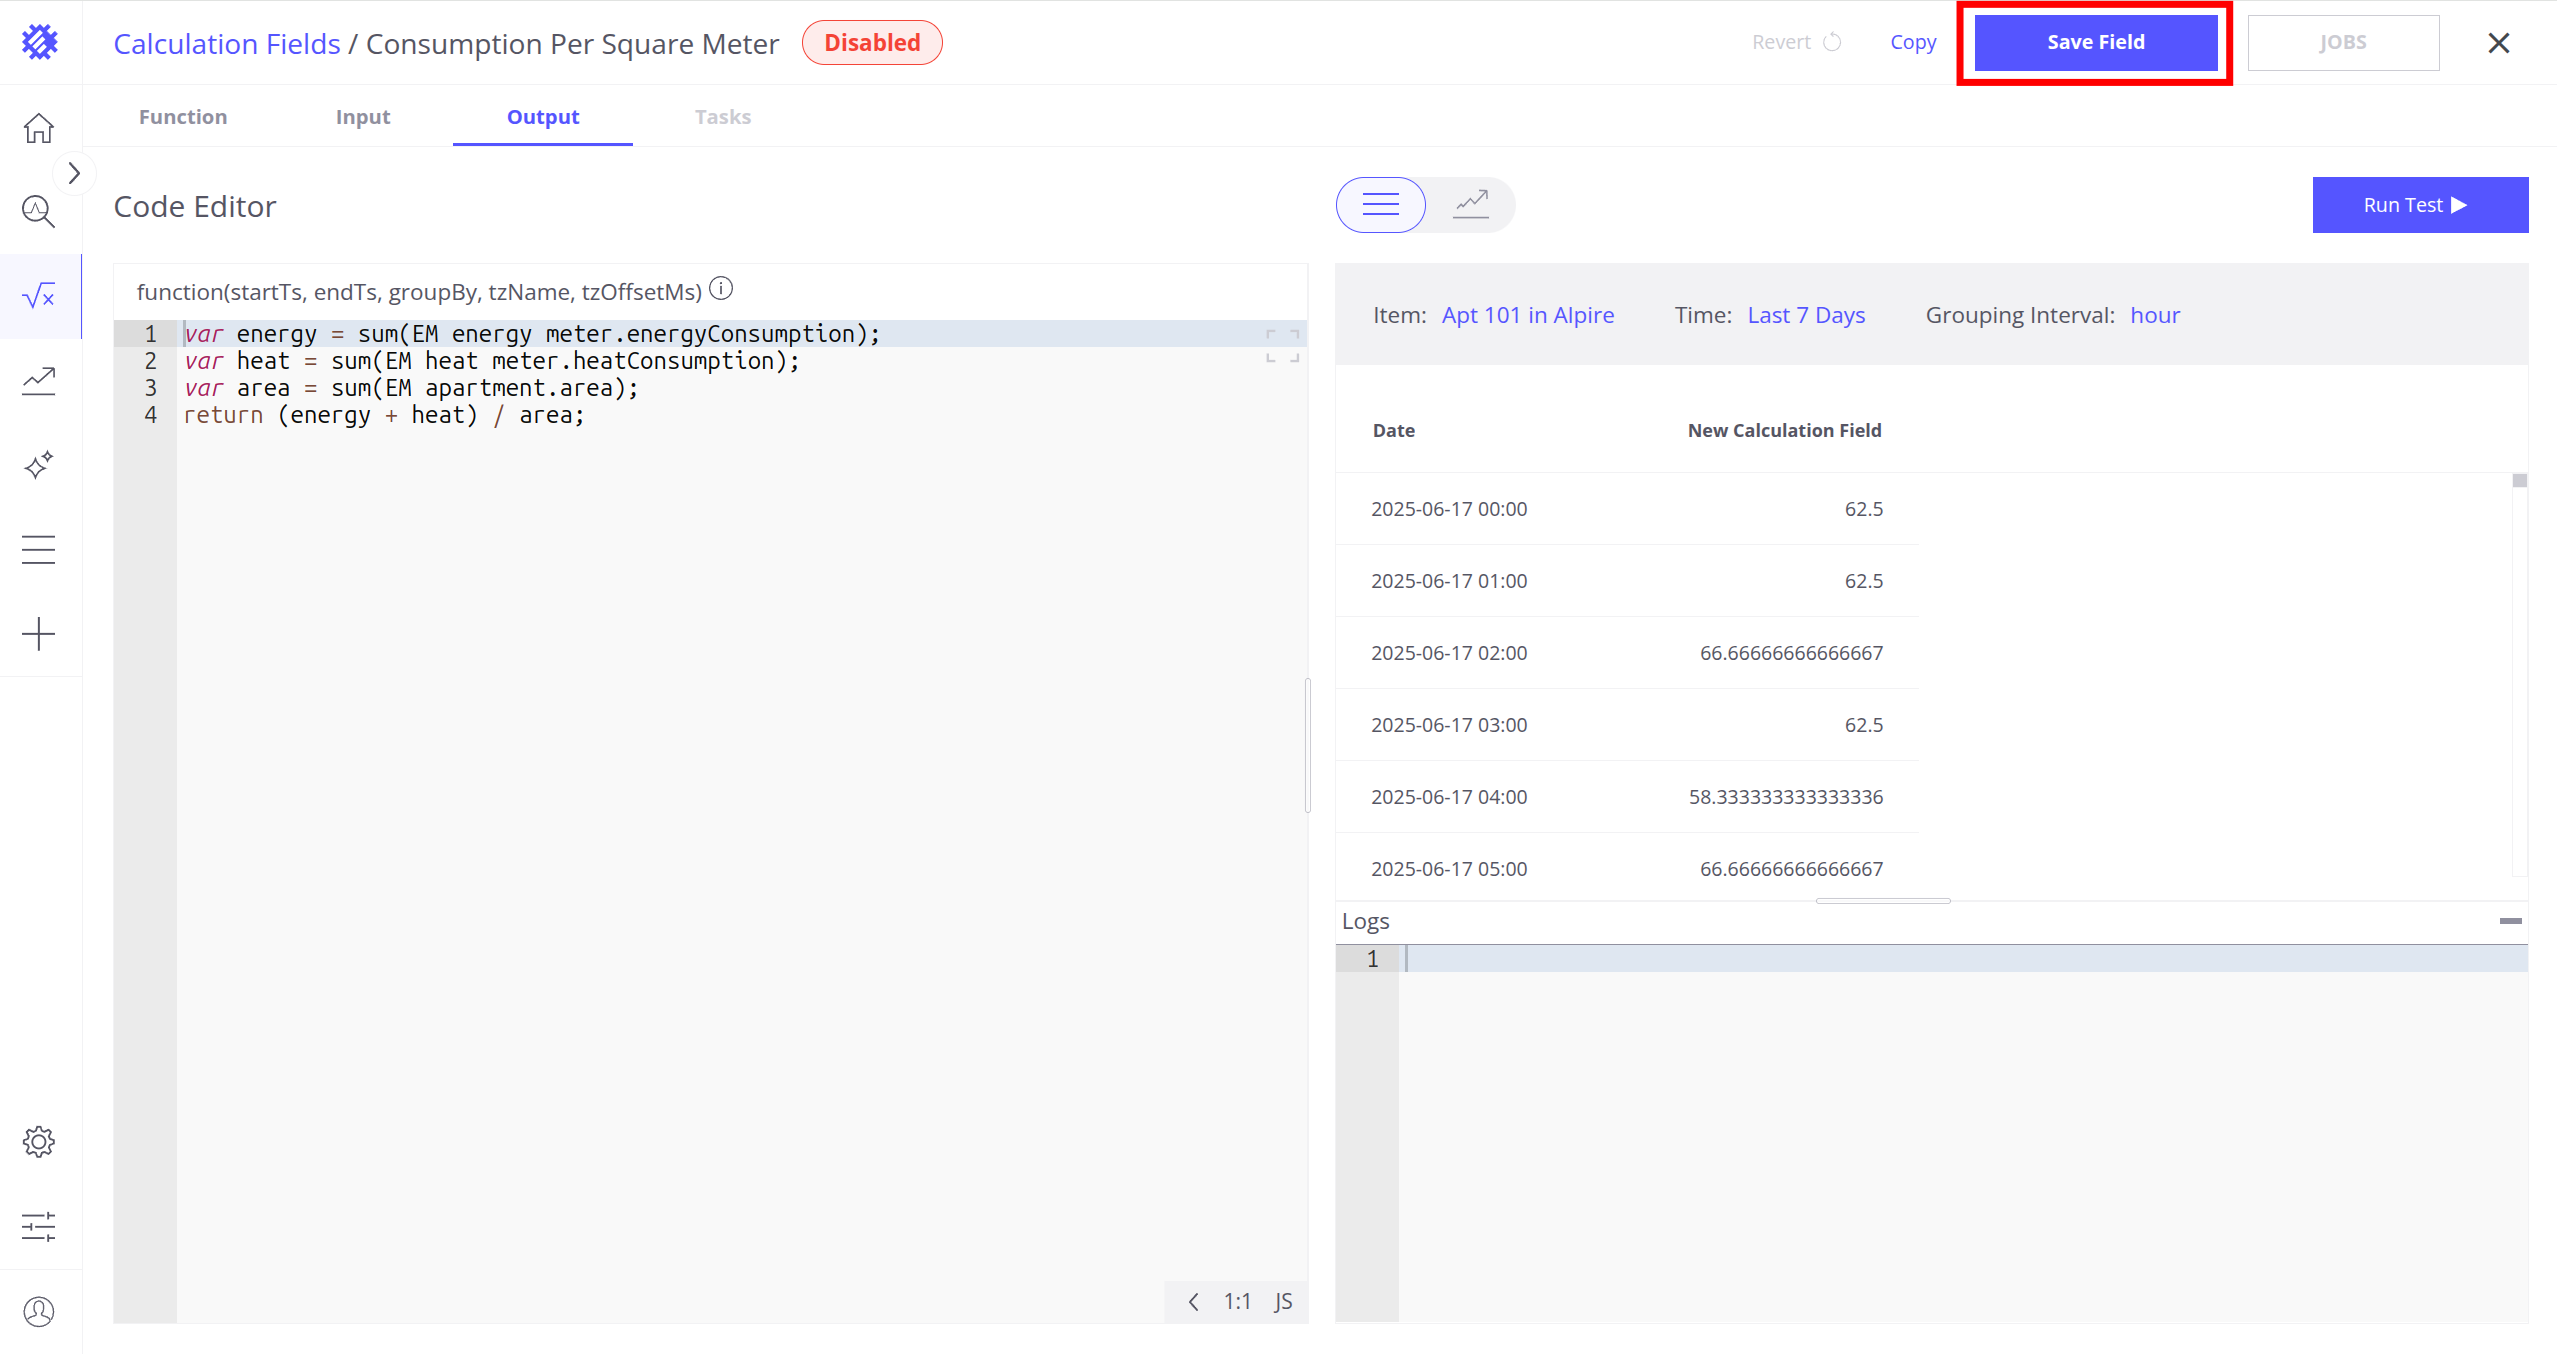 Calculation Fields / Consumption Per Square Meter Disabled Revert Copy Save Field JOBS
Function Input Output Tasks
Code Editor
Run Test
function(startTs, endTs, groupBy, tzName, tzOffsetMs)
1 var energy = sum(EM energy meter.energyConsumption);
2 var heat = sum(EM heat meter.heatConsumption);
3 var area = sum(EM apartment.area);
4 return (energy + heat) / area;
1:1 JS
Item: Apt 101 in Alpire Time: Last 7 Days Grouping Interval: hour
Date New Calculation Field
2025-06-17 00:00 62.5
2025-06-17 01:00 62.5
2025-06-17 02:00 66.66666666666667
2025-06-17 03:00 62.5
2025-06-17 04:00 58.333333333333336
2025-06-17 05:00 66.66666666666667
Logs
1